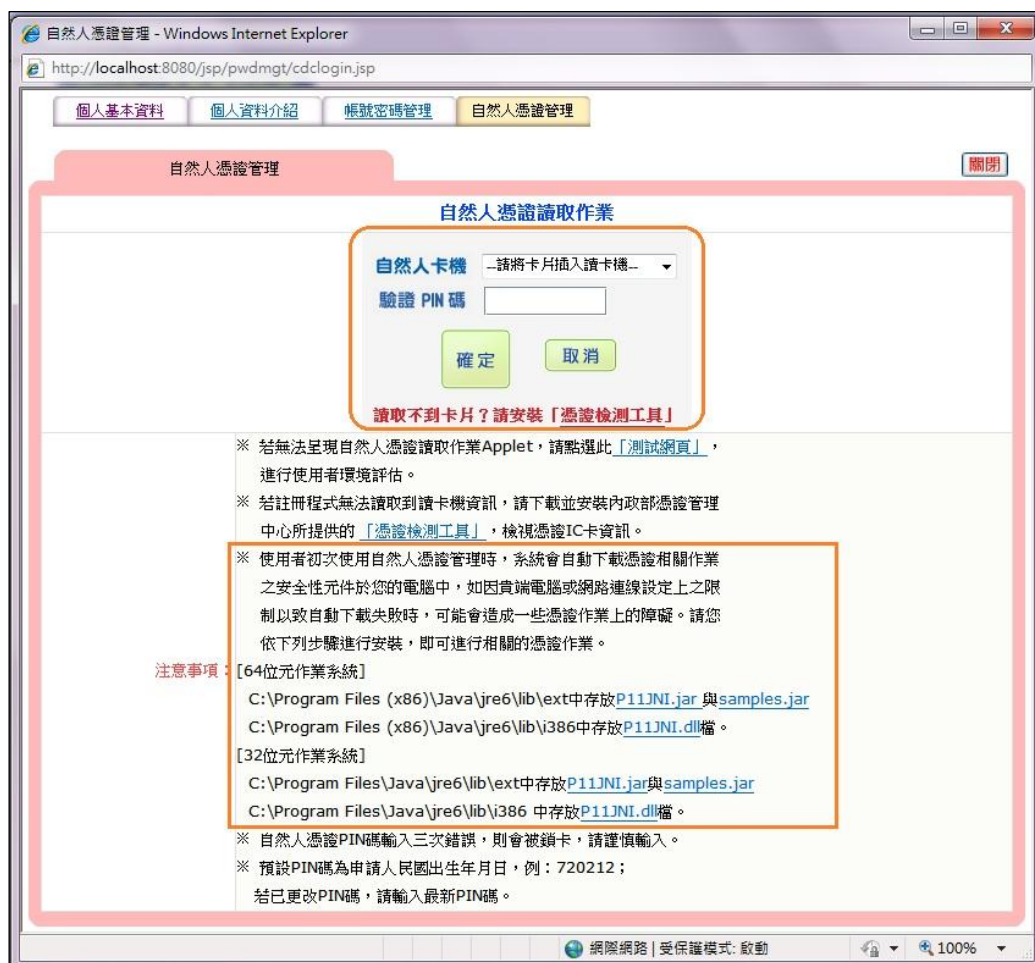 自然人憑證管理 - Windows Internet Explorer
http://localhost:8080/jsp/pwdmgt/cdclogin.jsp
個人基本資料 個人資料介紹 帳號密碼管理 自然人憑證管理
自然人憑證管理 關閉
自然人憑證讀取作業
自然人卡機 --請將卡片插入讀卡機--
驗證 PIN 碼
確定 取消
讀取不到卡片？請安裝「憑證檢測工具」
※ 若無法呈現自然人憑證讀取作業Applet，請點選此「測試網頁」，
進行使用者環境評估。
※ 若註冊程式無法讀取到讀卡機資訊，請下載並安裝內政部憑證管理
中心所提供的「憑證檢測工具」，檢視憑證IC卡資訊。
※ 使用者初次使用自然人憑證管理時，系統會自動下載憑證相關作業
之安全性元件於您的電腦中，如因貴端電腦或網路連線設定上之限
制以致自動下載失敗時，可能會造成一些憑證作業上的障礙。請您
依下列步驟進行安裝，即可進行相關的憑證作業。
注意事項：[64位元作業系統]
C:\Program Files (x86)\Java\jre6\lib\ext中存放P11JNI.jar 與samples.jar
C:\Program Files (x86)\Java\jre6\lib\i386中存放P11JNI.dll檔。
[32位元作業系統]
C:\Program Files\Java\jre6\lib\ext中存放P11JNI.jar與samples.jar
C:\Program Files\Java\jre6\lib\i386 中存放P11JNI.dll檔。
※ 自然人憑證PIN碼輸入三次錯誤，則會被鎖卡，請謹慎輸入。
※ 預設PIN碼為申請人民國出生年月日，例：720212；
若已更改PIN碼，請輸入最新PIN碼。
網際網路 | 受保護模式: 啟動 100%